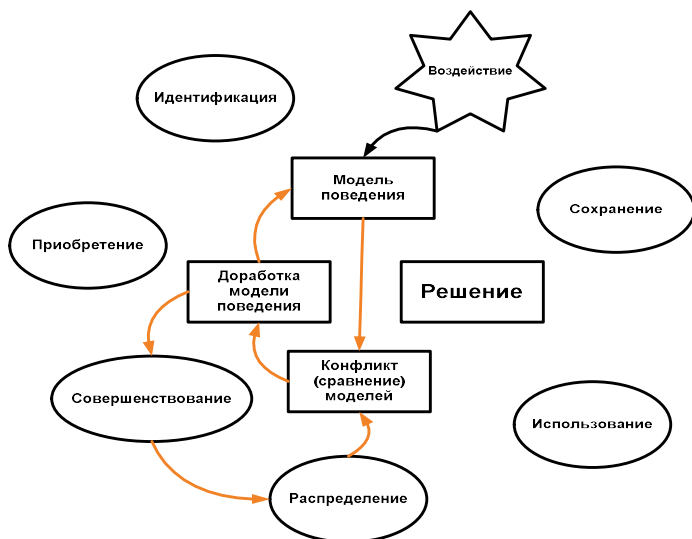 Воздействие
Идентификация
Модель
поведения
Сохранение
Приобретение
Доработка
модели
поведения
Решение
Конфликт
(сравнение)
моделей
Совершенствование
Использование
Распределение